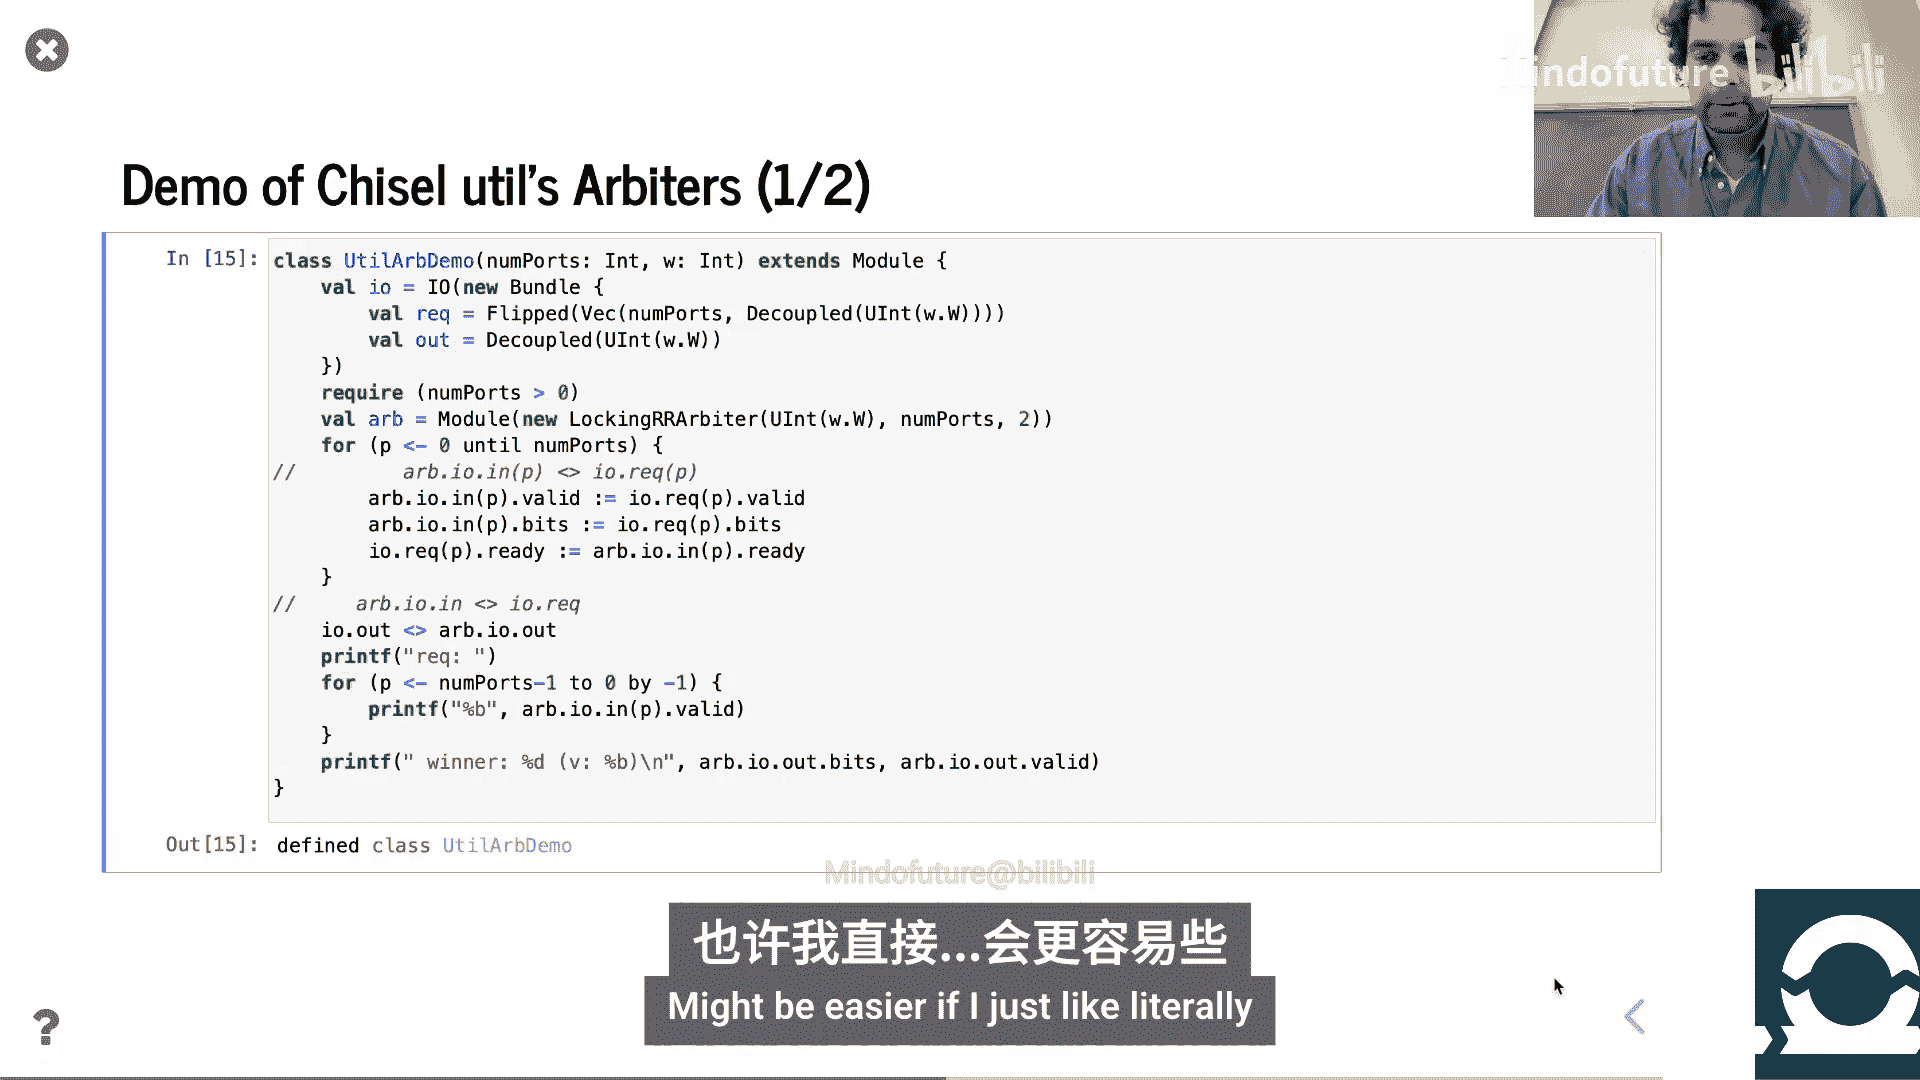 indofuture bilibili
Demo of Chisel util's Arbiters (1/2)
In [15]:
class UtilArbDemo(numPorts: Int, w: Int) extends Module {
    val io = IO(new Bundle {
        val req = Flipped(Vec(numPorts, Decoupled(UInt(w.W))))
        val out = Decoupled(UInt(w.W))
    })
    require (numPorts > 0)
    val arb = Module(new LockingRRArbiter(UInt(w.W), numPorts, 2))
    for (p <- 0 until numPorts) {
//         arb.io.in(p) <> io.req(p)
        arb.io.in(p).valid := io.req(p).valid
        arb.io.in(p).bits := io.req(p).bits
        io.req(p).ready := arb.io.in(p).ready
    }
//     arb.io.in <> io.req
    io.out <> arb.io.out
    printf("req: ")
    for (p <- numPorts-1 to 0 by -1) {
        printf("%b", arb.io.in(p).valid)
    }
    printf(" winner: %d (v: %b)\n", arb.io.out.bits, arb.io.out.valid)
}
Out[15]: defined class UtilArbDemo
Mindofuture@bilibili
也许我直接...会更容易些
Might be easier if I just like literally
?